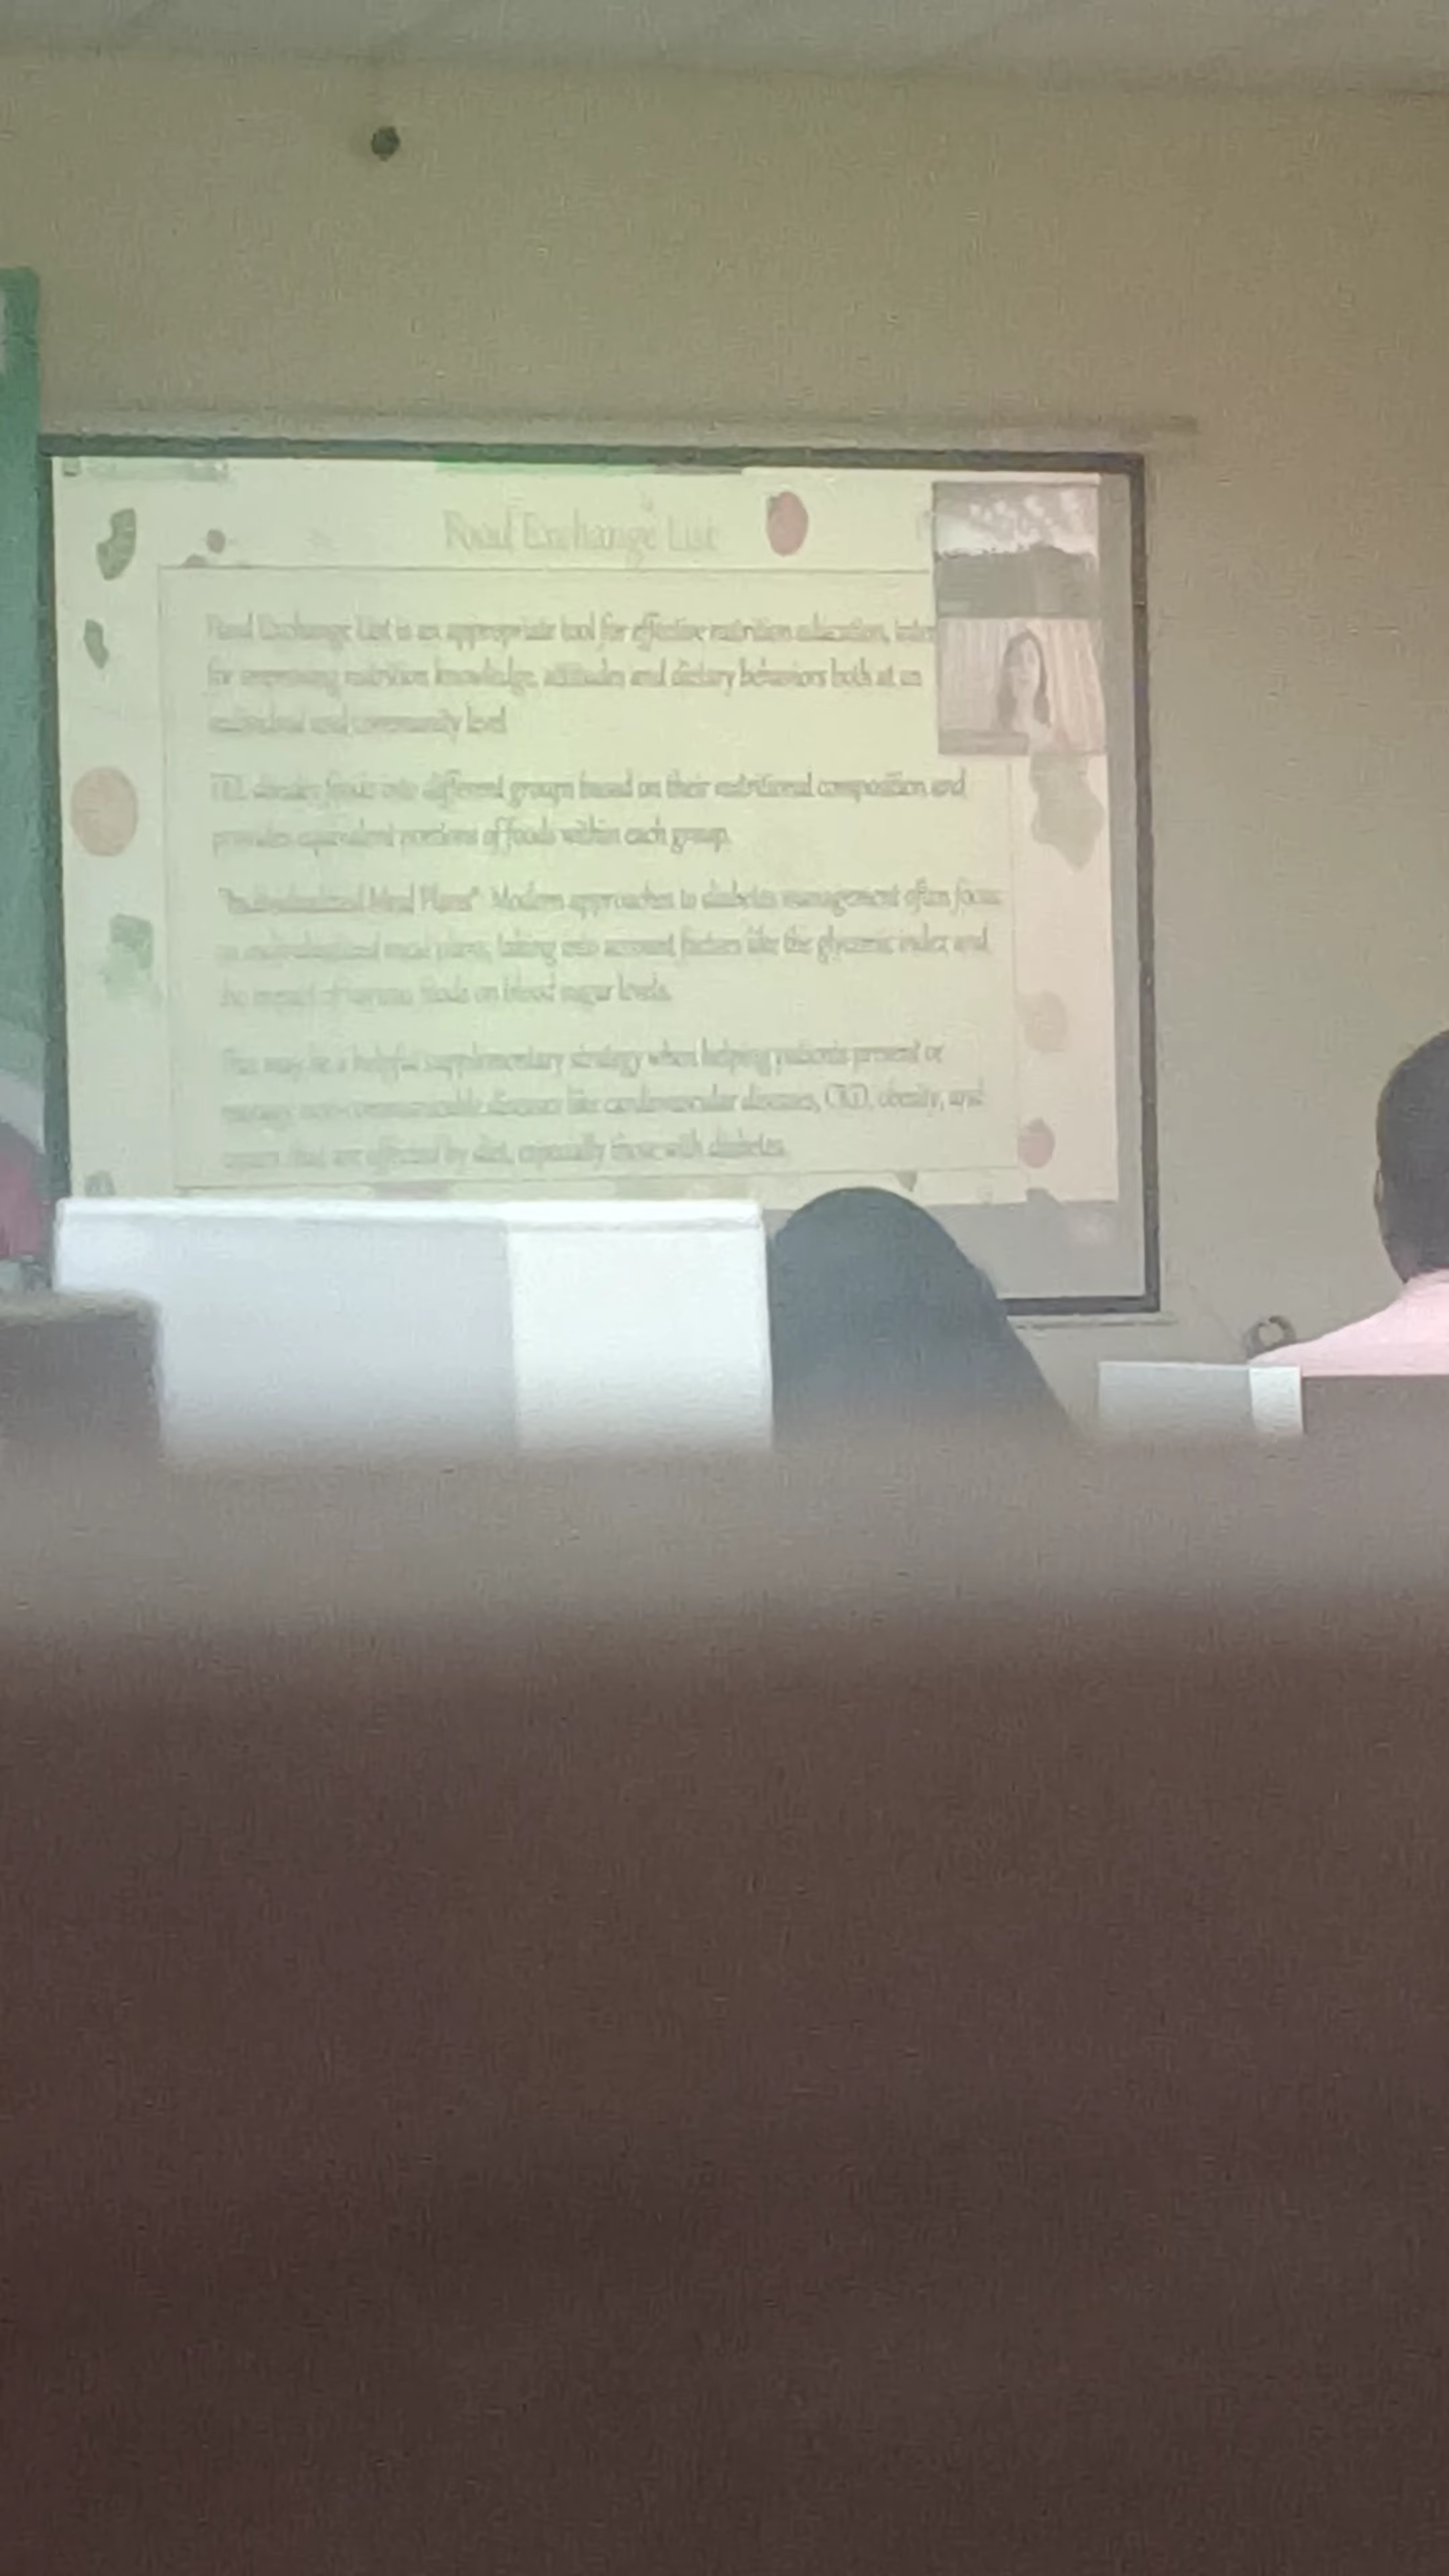 Food Exchange List
Food Exchange List is an appropriate tool for effective nutrition education,
for improving nutrition knowledge, attitudes and dietary behaviors both at an
individual and community level
FEL divides foods into different groups based on their nutritional composition and
provides equivalent portions of foods within each group.
"Individualized Meal Plans": Modern approaches to diabetes management often focus
on individualized meal plans, taking into account factors like the glycemic index and
the impact of various foods on blood sugar levels.
This may be a helpful supplementary strategy when helping patients prevent or
manage non-communicable diseases like cardiovascular diseases, CKD, obesity, and
cancers that are affected by diet, especially those with diabetes.